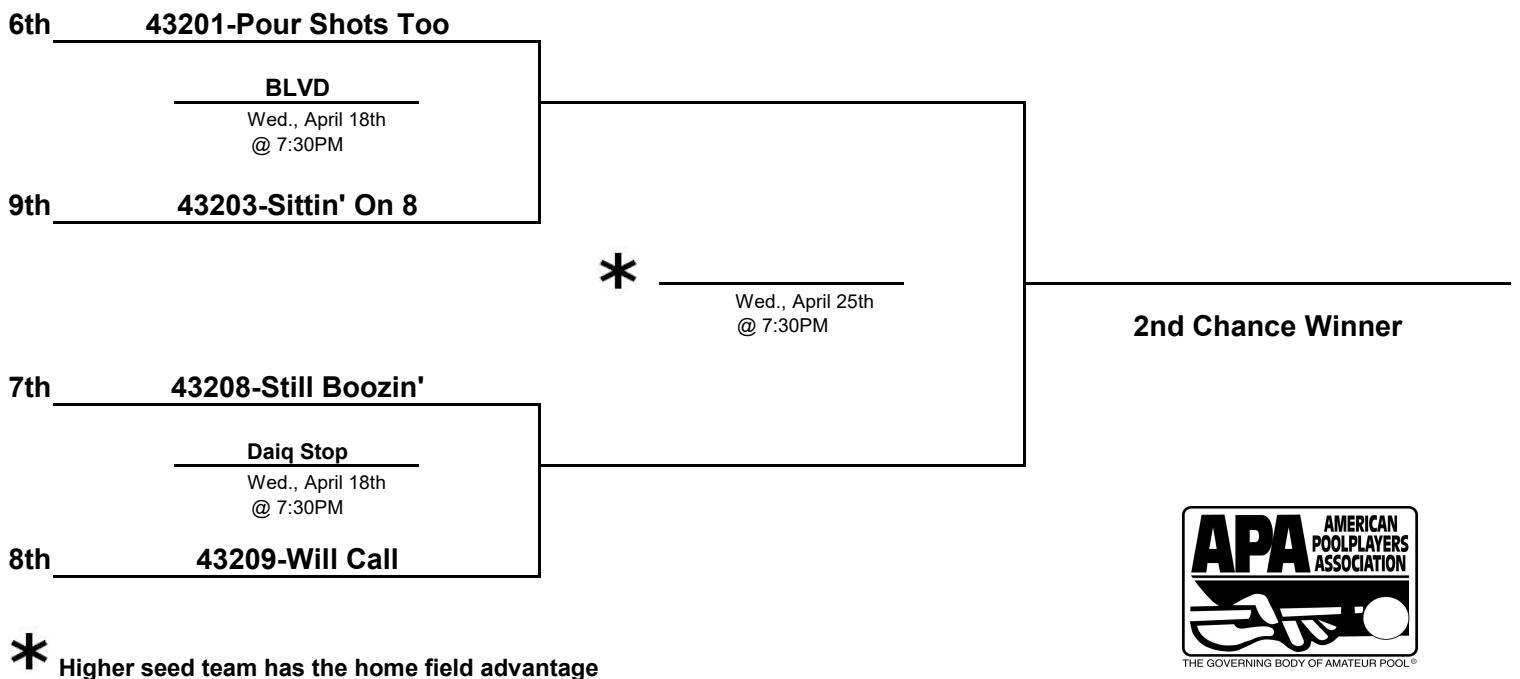 6th 43201-Pour Shots Too
BLVD
Wed., April 18th
@ 7:30PM
9th 43203-Sittin' On 8
*
Wed., April 25th
@ 7:30PM
2nd Chance Winner
7th 43208-Still Boozin'
Daiq Stop
Wed., April 18th
@ 7:30PM
8th 43209-Will Call
APA AMERICAN
POOLPLAYERS
ASSOCIATION
THE GOVERNING BODY OF AMATEUR POOL®
* Higher seed team has the home field advantage